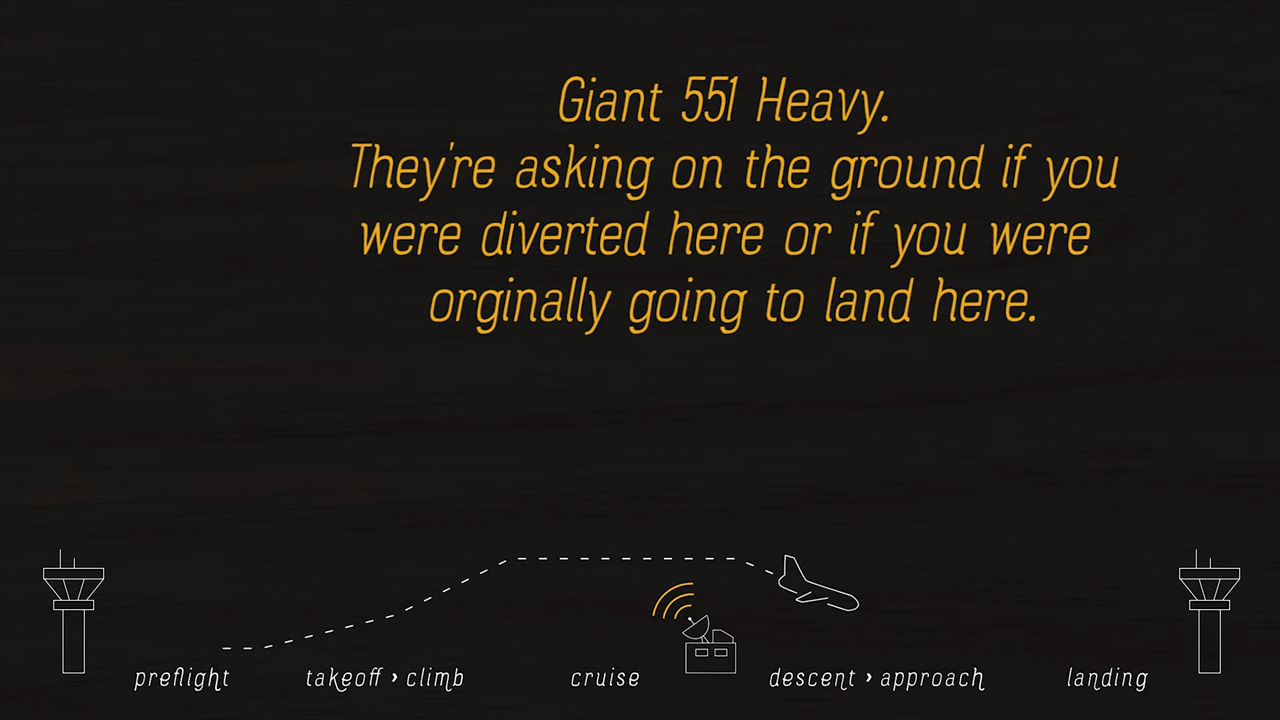 Giant 551 Heavy.
They're asking on the ground if you
were diverted here or if you were
orginally going to land here.
preflight takeoff › climb cruise descent › approach landing